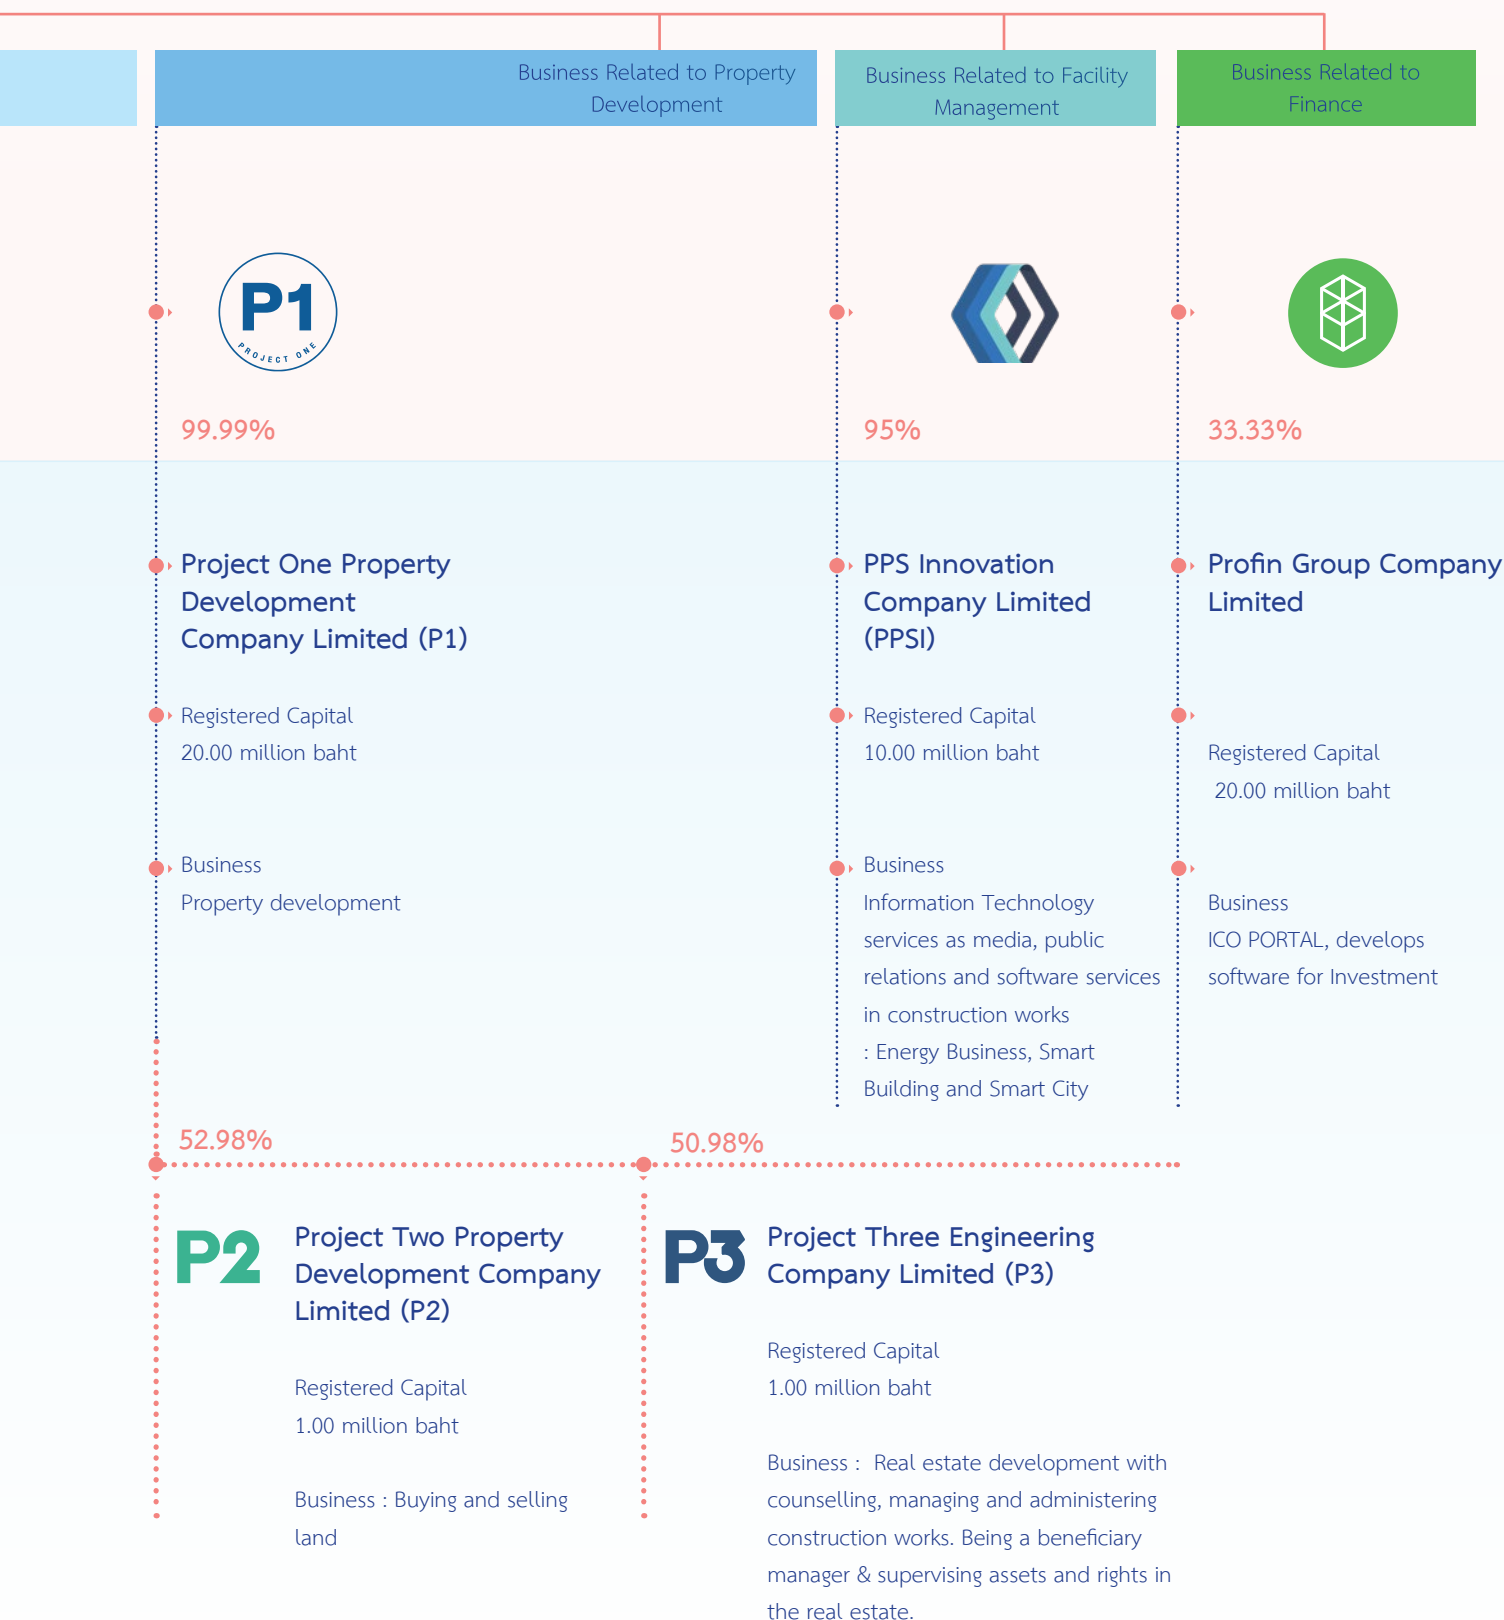 Business Related to Property
Development
Business Related to Facility
Management
Business Related to
Finance
P1
PROJECT ONE
99.99%
95%
33.33%
Project One Property
Development
Company Limited (P1)
Registered Capital
20.00 million baht
Business
Property development
PPS Innovation
Company Limited
(PPSI)
Registered Capital
10.00 million baht
Business
Information Technology
services as media, public
relations and software services
in construction works
: Energy Business, Smart
Building and Smart City
Profin Group Company
Limited
Registered Capital
20.00 million baht
Business
ICO PORTAL, develops
software for Investment
52.98%
P2
Project Two Property
Development Company
Limited (P2)
Registered Capital
1.00 million baht
Business : Buying and selling
land
50.98%
P3
Project Three Engineering
Company Limited (P3)
Registered Capital
1.00 million baht
Business :  Real estate development with
counselling, managing and administering
construction works. Being a beneficiary
manager & supervising assets and rights in
the real estate.